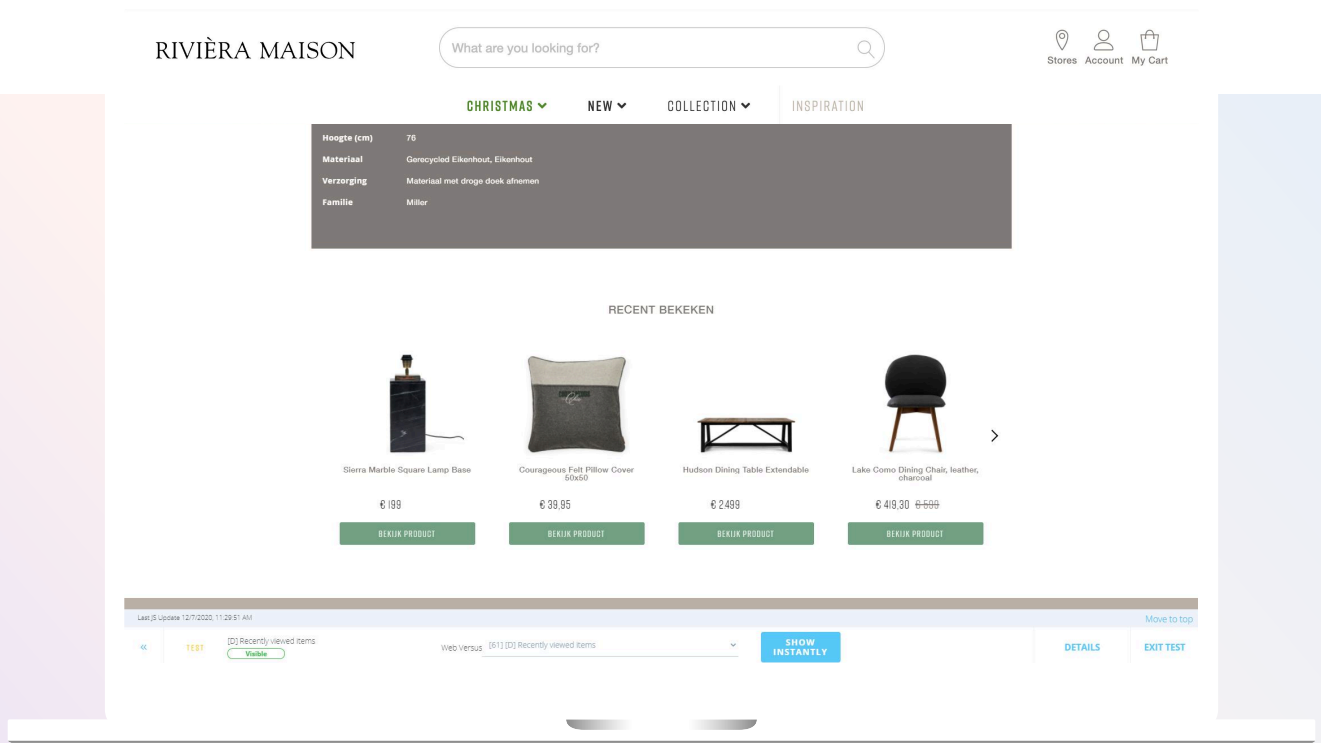 RIVIÈRA MAISON
What are you looking for?
Stores Account My Cart
CHRISTMAS NEW COLLECTION INSPIRATION
Hoogte (cm) 76
Materiaal Gerecycled Eikenhout, Eikenhout
Verzorging Materiaal met droge doek afnemen
Familie Miller
RECENT BEKEKEN
Sierra Marble Square Lamp Base
€ 199
BEKIJK PRODUCT
Courageous Felt Pillow Cover
50x50
€ 39,95
BEKIJK PRODUCT
Hudson Dining Table Extendable
€ 2.499
BEKIJK PRODUCT
Lake Como Dining Chair, leather,
charcoal
€ 419,30 € 599
BEKIJK PRODUCT
Last JS Update 12/7/2020, 11:29:51 AM
Move to top
«
TEST
[D] Recently viewed items
Visible
Web Versus [61] [D] Recently viewed items
SHOW
INSTANTLY
DETAILS
EXIT TEST